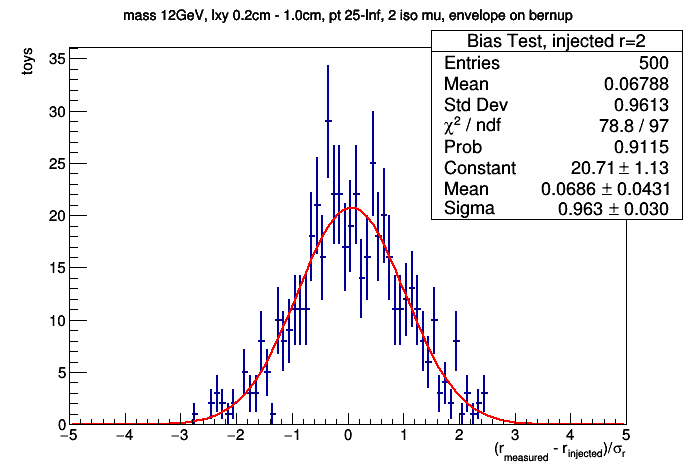 mass 12GeV, lxy 0.2cm - 1.0cm, pt 25-Inf, 2 iso mu, envelope on bernup
Bias Test, injected r=2
Entries 500
Mean 0.06788
Std Dev 0.9613
χ² / ndf 78.8 / 97
Prob 0.9115
Constant 20.71 ± 1.13
Mean 0.0686 ± 0.0431
Sigma 0.963 ± 0.030
toys
35
30
25
20
15
10
5
0
−5 −4 −3 −2 −1 0 1 2 3 4 5
(r_measured - r_injected)/σ_r